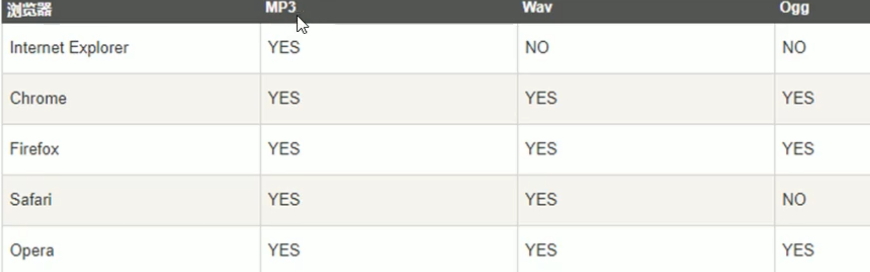 浏览器 MP3 Wav Ogg
Internet Explorer YES NO NO
Chrome YES YES YES
Firefox YES YES YES
Safari YES YES NO
Opera YES YES YES